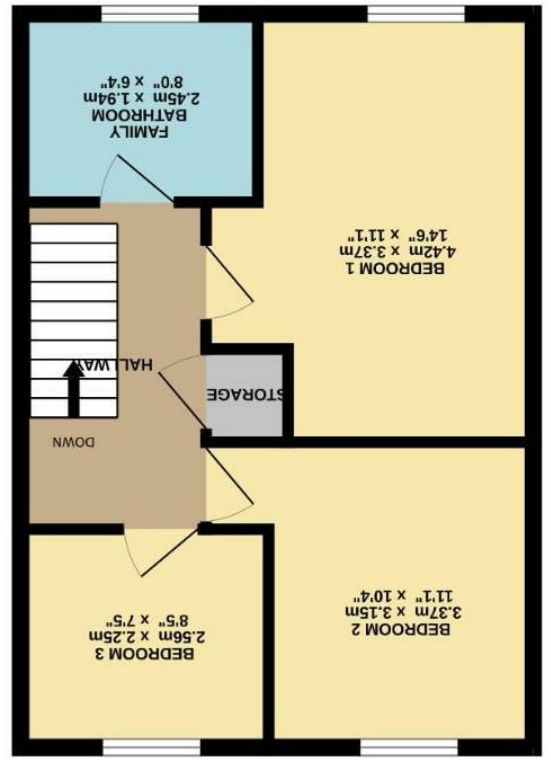 BEDROOM 3
2.56m x 2.25m
8'5" x 7'5"
BEDROOM 2
3.37m x 3.15m
11'1" x 10'4"
DOWN
STORAGE
HALLWAY
BEDROOM 1
4.42m x 3.37m
14'6" x 11'1"
FAMILY
BATHROOM
2.45m x 1.94m
8'0" x 6'4"